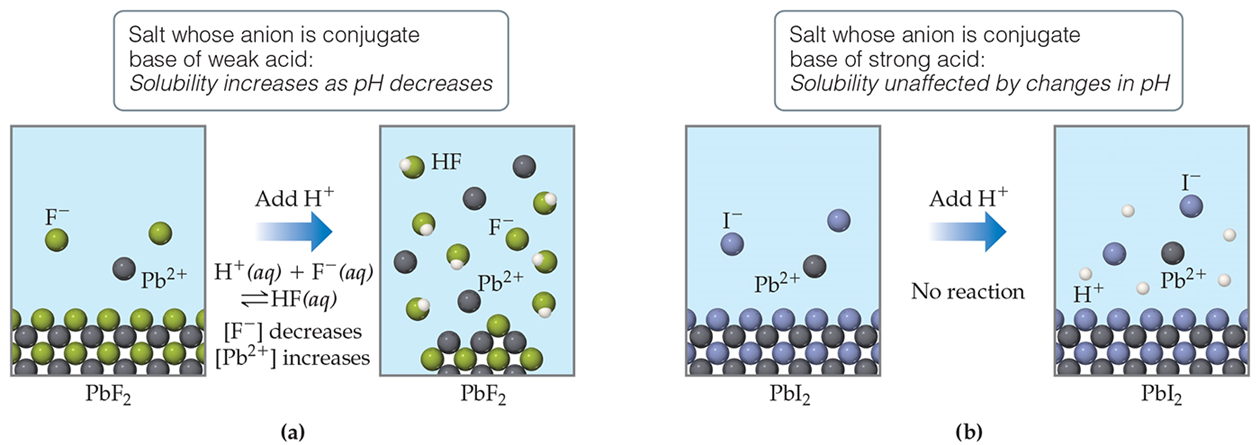 Salt whose anion is conjugate
base of weak acid:
Solubility increases as pH decreases
F⁻
Pb²⁺
PbF₂
Add H⁺
H⁺(aq) + F⁻(aq)
⇌HF(aq)
[F⁻] decreases
[Pb²⁺] increases
HF
F⁻
Pb²⁺
PbF₂
(a)
Salt whose anion is conjugate
base of strong acid:
Solubility unaffected by changes in pH
I⁻
Pb²⁺
PbI₂
Add H⁺
No reaction
I⁻
Pb²⁺
H⁺
PbI₂
(b)